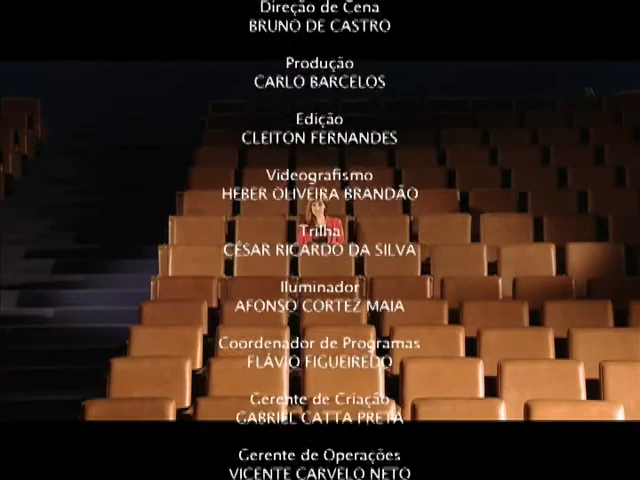 Direção de Cena
BRUNO DE CASTRO
Produção
CARLO BARCELOS
Edição
CLEITON FERNANDES
Videografismo
HEBER OLIVEIRA BRANDÃO
Trilha
CÉSAR RICARDO DA SILVA
Iluminador
AFONSO CORTEZ MAIA
Coordenador de Programas
FLÁVIO FIGUEIREDO
Gerente de Criação
GABRIEL CATTA PRETA
Gerente de Operações
VICENTE CARVELO NETO